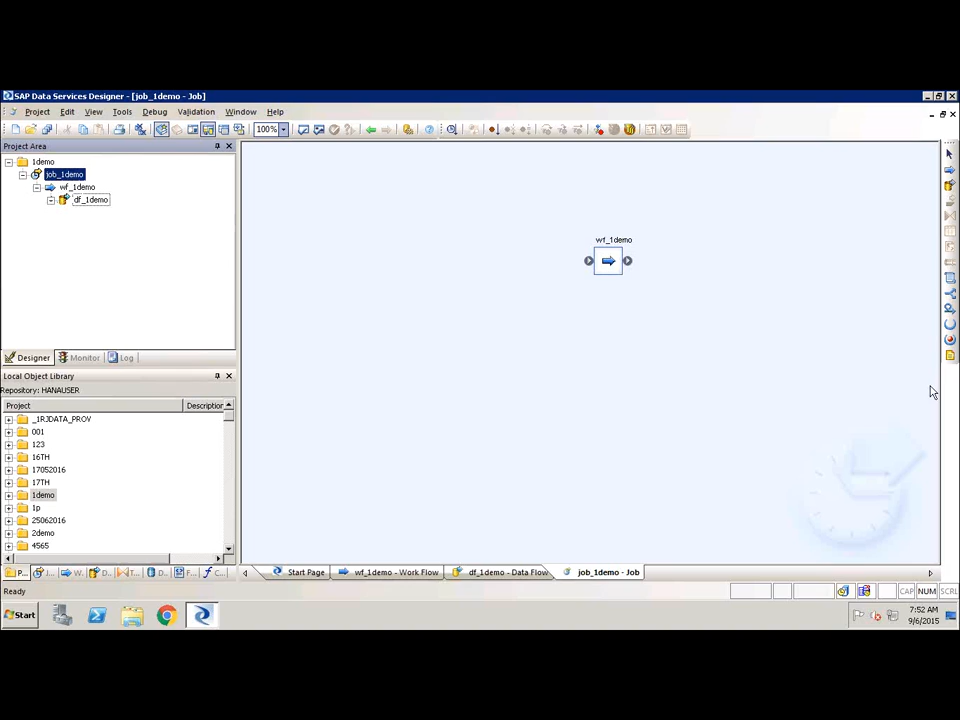 SAP Data Services Designer - [job_1demo - Job]
Project Edit View Tools Debug Validation Window Help
100%
Project Area
1demo
job_1demo
wf_1demo
df_1demo
wf_1demo
Designer Monitor Log
Local Object Library
Repository: HANAUSER
Project Description
_1RJDATA_PROV
001
123
16TH
17052016
17TH
1demo
1p
25062016
2demo
4565
P... J... W... D... T... D... F... C...
Start Page wf_1demo - Work Flow df_1demo - Data Flow job_1demo - Job
Ready
CAP NUM SCRL
Start
7:52 AM
9/6/2015